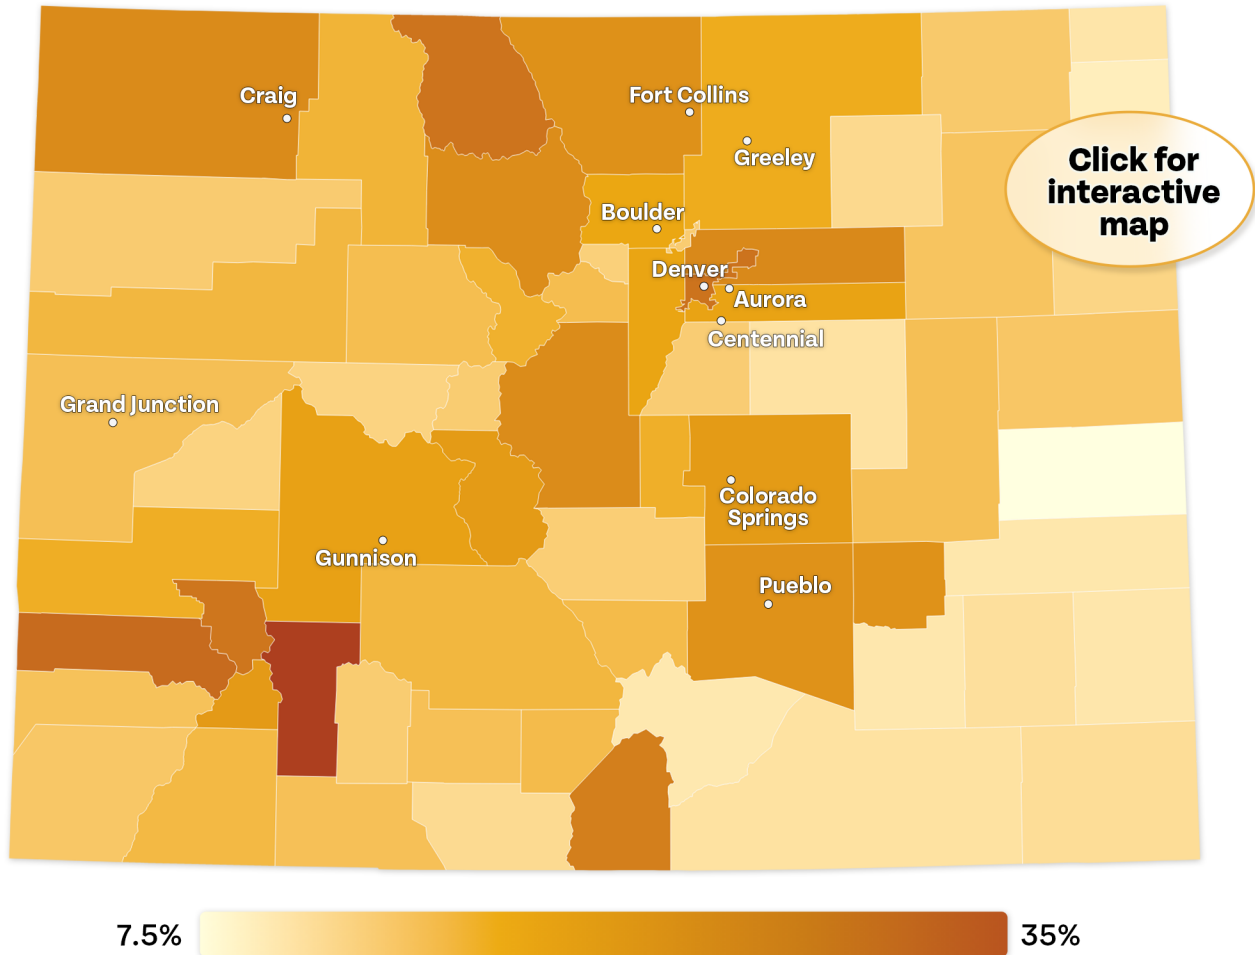 Craig
Fort Collins
Greeley
Click for
interactive
map
Boulder
Denver
Aurora
Centennial
Grand Junction
Colorado
Springs
Gunnison
Pueblo
7.5%
35%